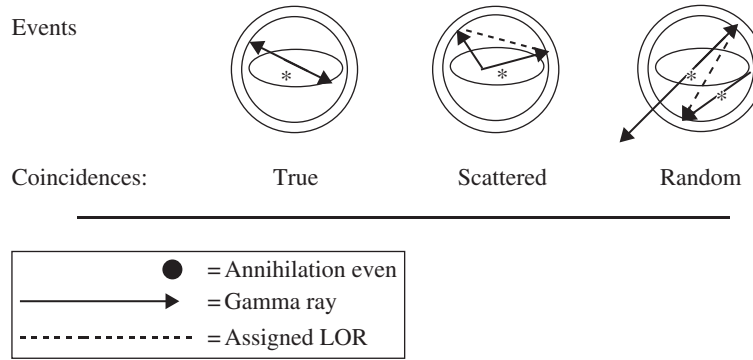 Events
* * * *
Coincidences: True Scattered Random
= Annihilation even
= Gamma ray
= Assigned LOR